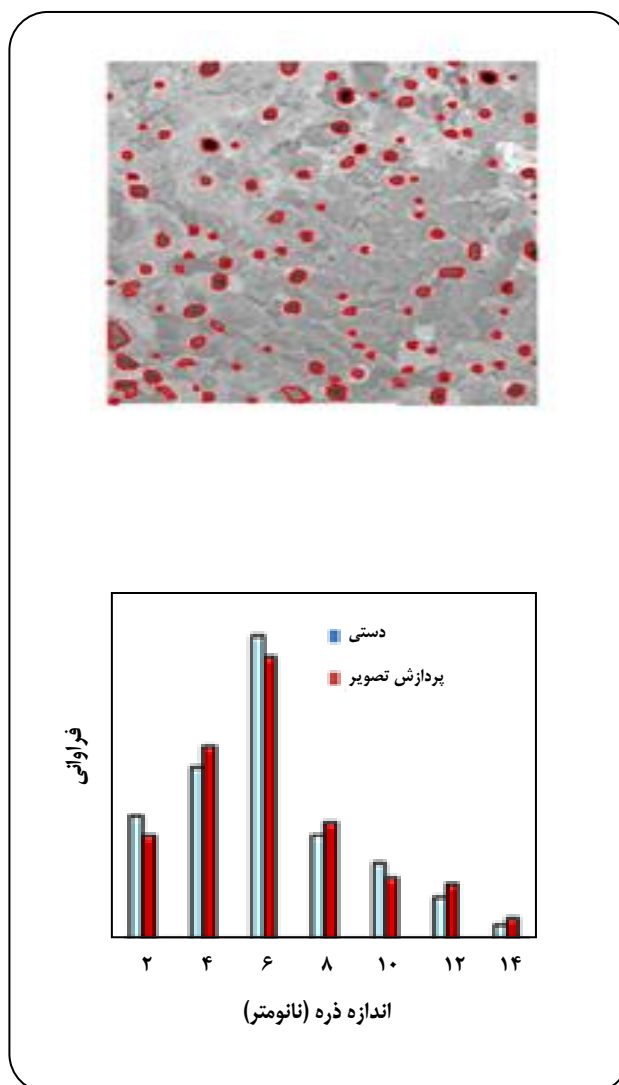 دستی
پردازش تصویر
فراوانی
۲ ۴ ۶ ۸ ۱۰ ۱۲ ۱۴
اندازه ذره (نانومتر)